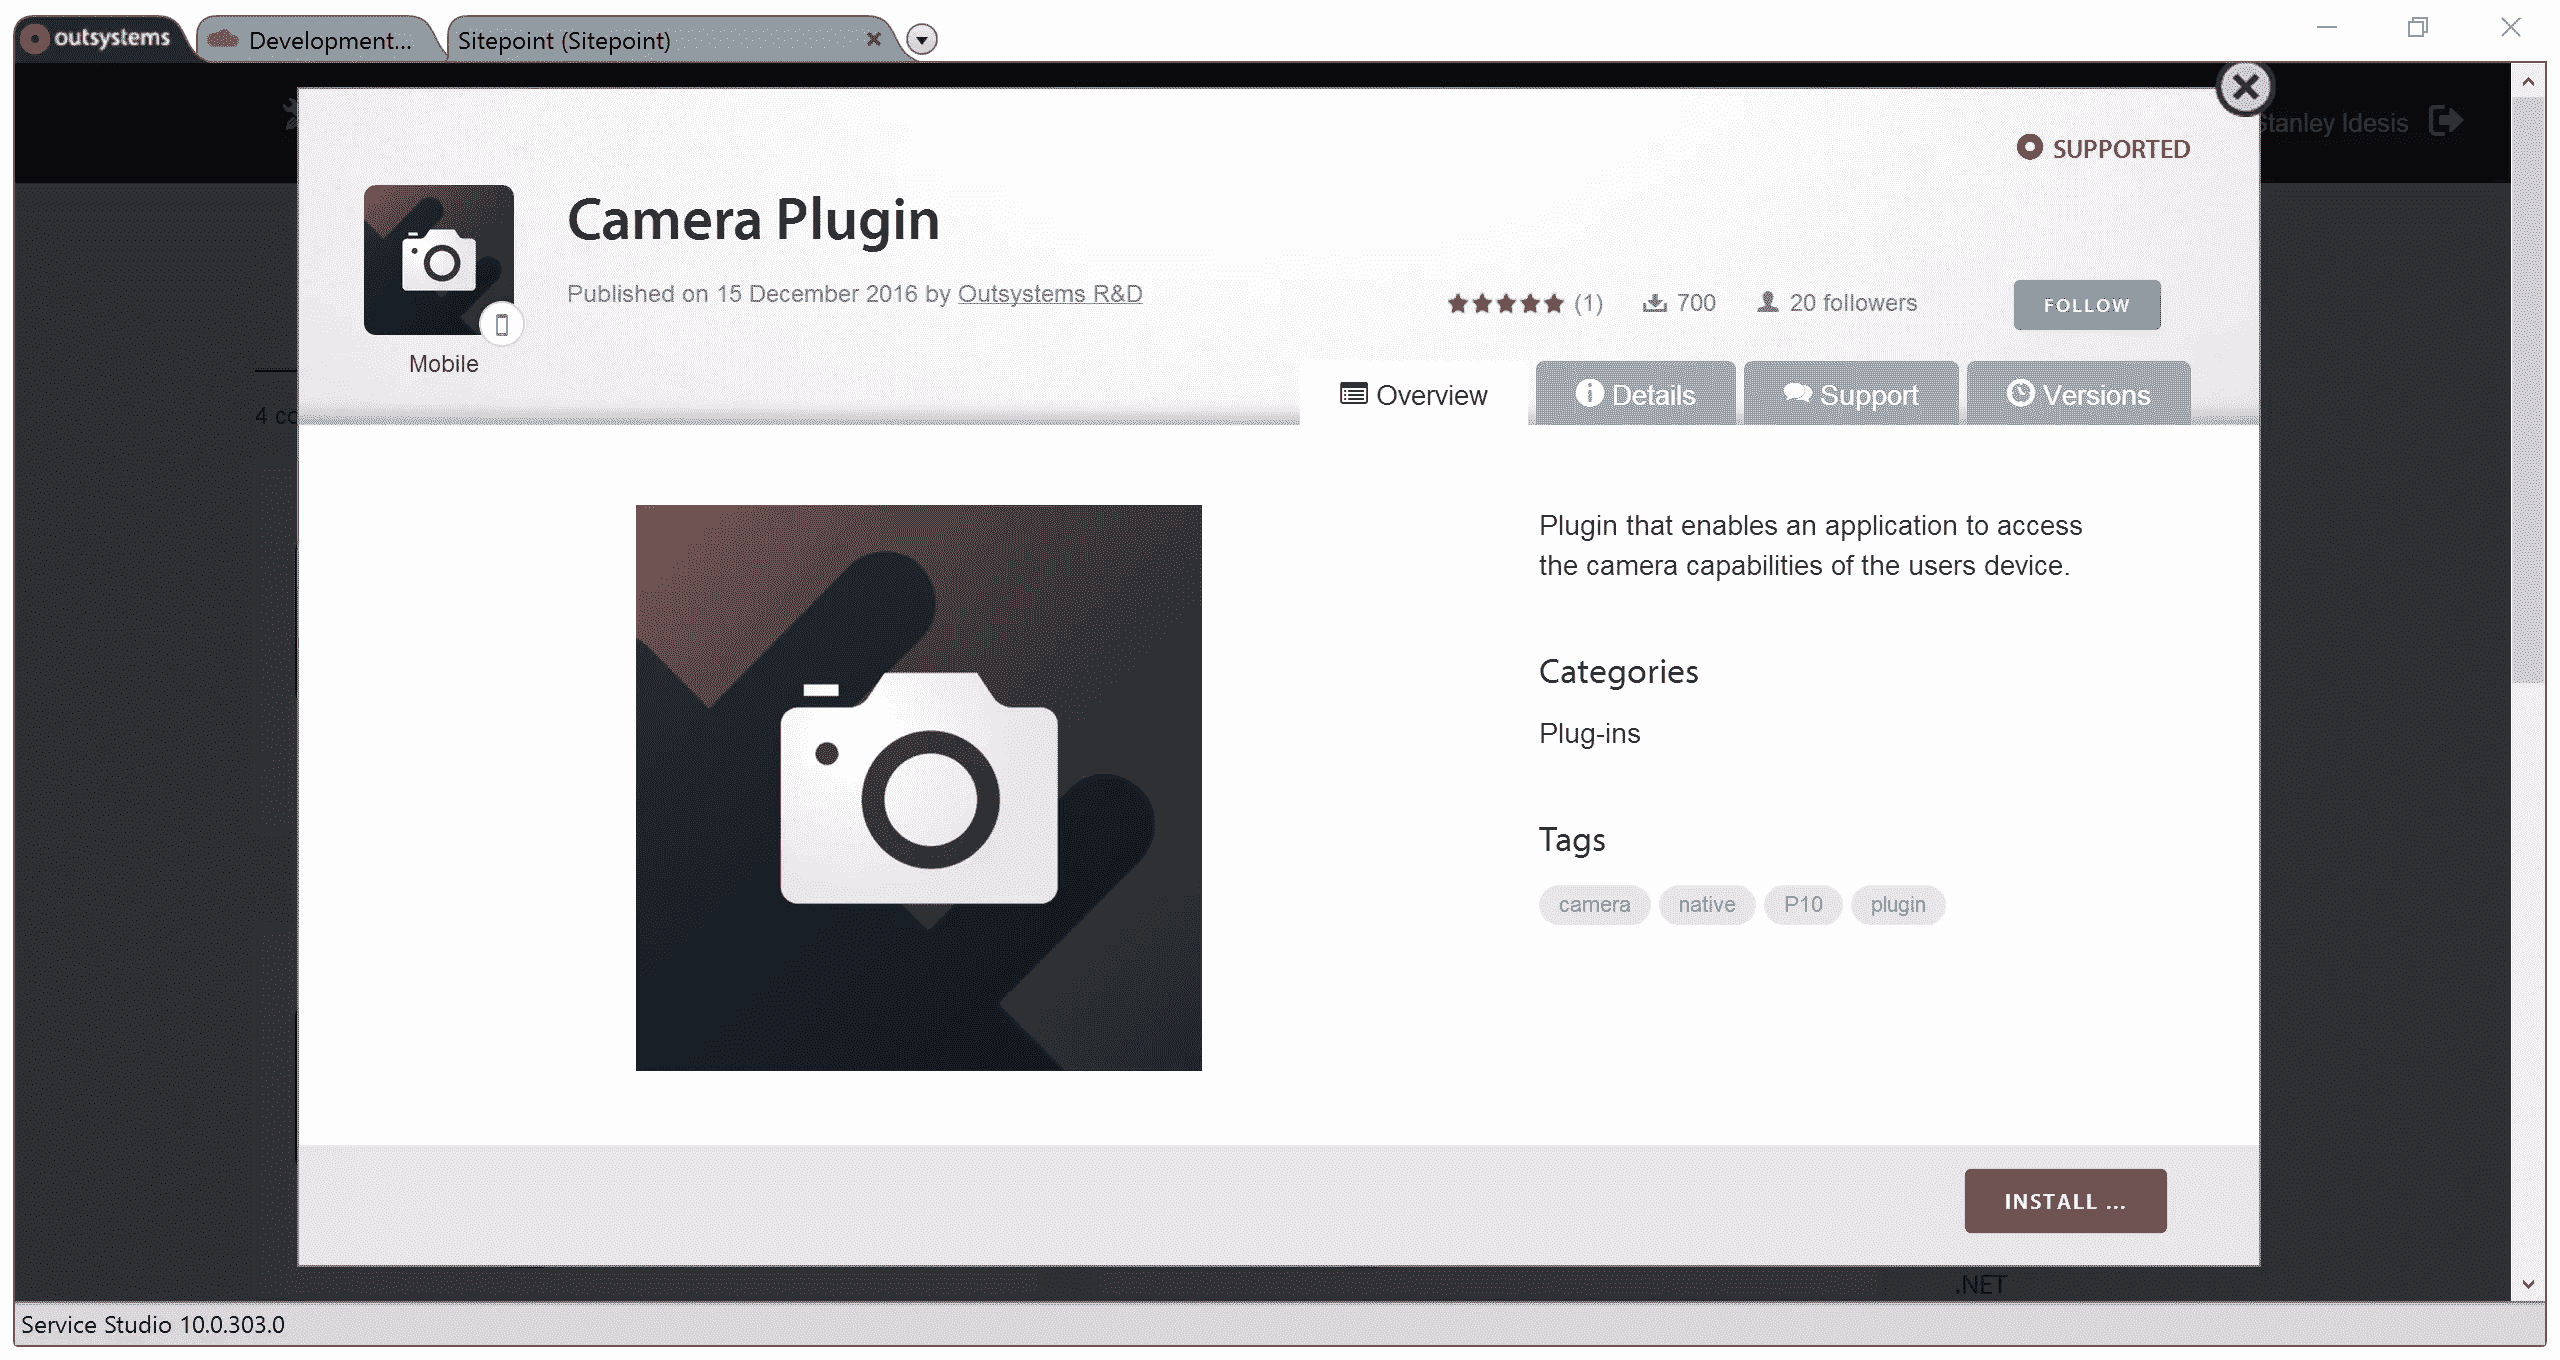 outsystems
Development...
Sitepoint (Sitepoint)
Stanley Idesis
SUPPORTED
Camera Plugin
Published on 15 December 2016 by Outsystems R&D
(1)
700
20 followers
FOLLOW
Mobile
Overview
Details
Support
Versions
4 co
Plugin that enables an application to access
the camera capabilities of the users device.
Categories
Plug-ins
Tags
camera
native
P10
plugin
INSTALL ...
.NET
Service Studio 10.0.303.0